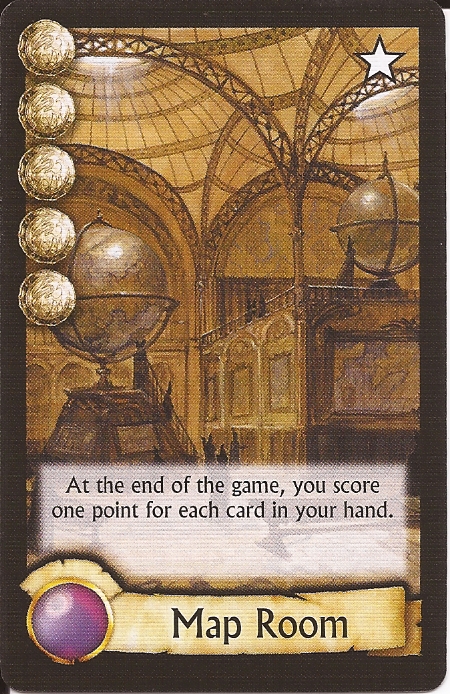 At the end of the game, you score
one point for each card in your hand.
Map Room